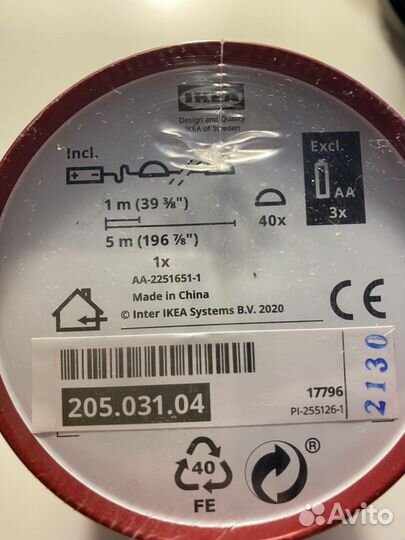 IKEA
Design and Quality
IKEA of Sweden
Incl.
Excl.
AA
3x
1 m (39 ⅜")
40x
5 m (196 ⅞")
1x
AA-2251651-1
Made in China
© Inter IKEA Systems B.V. 2020
CE
205.031.04
17796
PI-255126-1
2130
40
FE
®
Avito